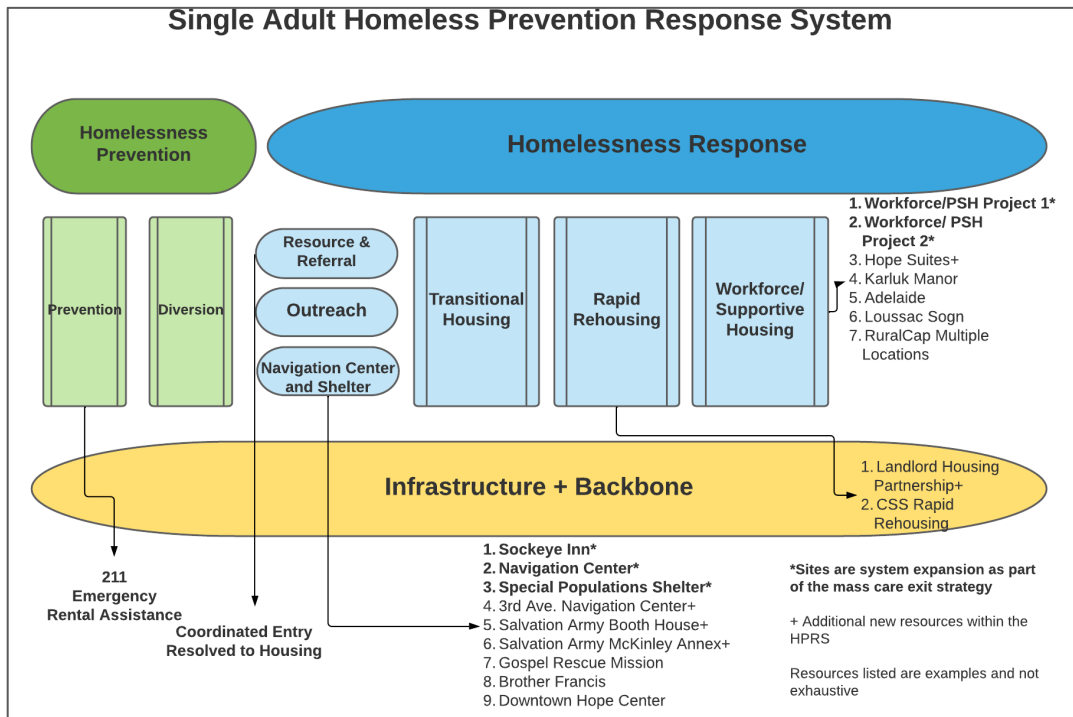 Single Adult Homeless Prevention Response System
Homelessness
Prevention
Homelessness Response
Prevention
Diversion
Resource &
Referral
Outreach
Navigation Center
and Shelter
Transitional
Housing
Rapid
Rehousing
Workforce/
Supportive
Housing
1. Workforce/PSH Project 1*
2. Workforce/ PSH
Project 2*
3. Hope Suites+
4. Karluk Manor
5. Adelaide
6. Loussac Sogn
7. RuralCap Multiple
Locations
Infrastructure + Backbone
1. Landlord Housing
Partnership+
2. CSS Rapid
Rehousing
211
Emergency
Rental Assistance
Coordinated Entry
Resolved to Housing
1. Sockeye Inn*
2. Navigation Center*
3. Special Populations Shelter*
4. 3rd Ave. Navigation Center+
5. Salvation Army Booth House+
6. Salvation Army McKinley Annex+
7. Gospel Rescue Mission
8. Brother Francis
9. Downtown Hope Center
*Sites are system expansion as part
of the mass care exit strategy
+ Additional new resources within the
HPRS
Resources listed are examples and not
exhaustive